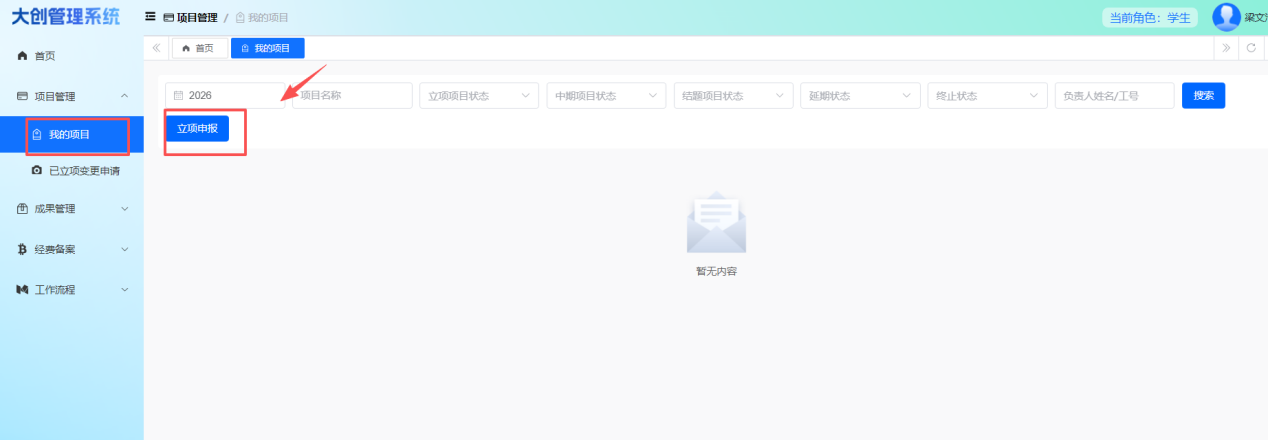 大创管理系统
项目管理 / 我的项目
当前角色：学生
梁文
首页
我的项目
首页
项目管理
我的项目
已立项变更申请
成果管理
经费备案
工作流程
2026
项目名称
立项项目状态
中期项目状态
结题项目状态
延期状态
终止状态
负责人姓名/工号
搜索
立项申报
暂无内容